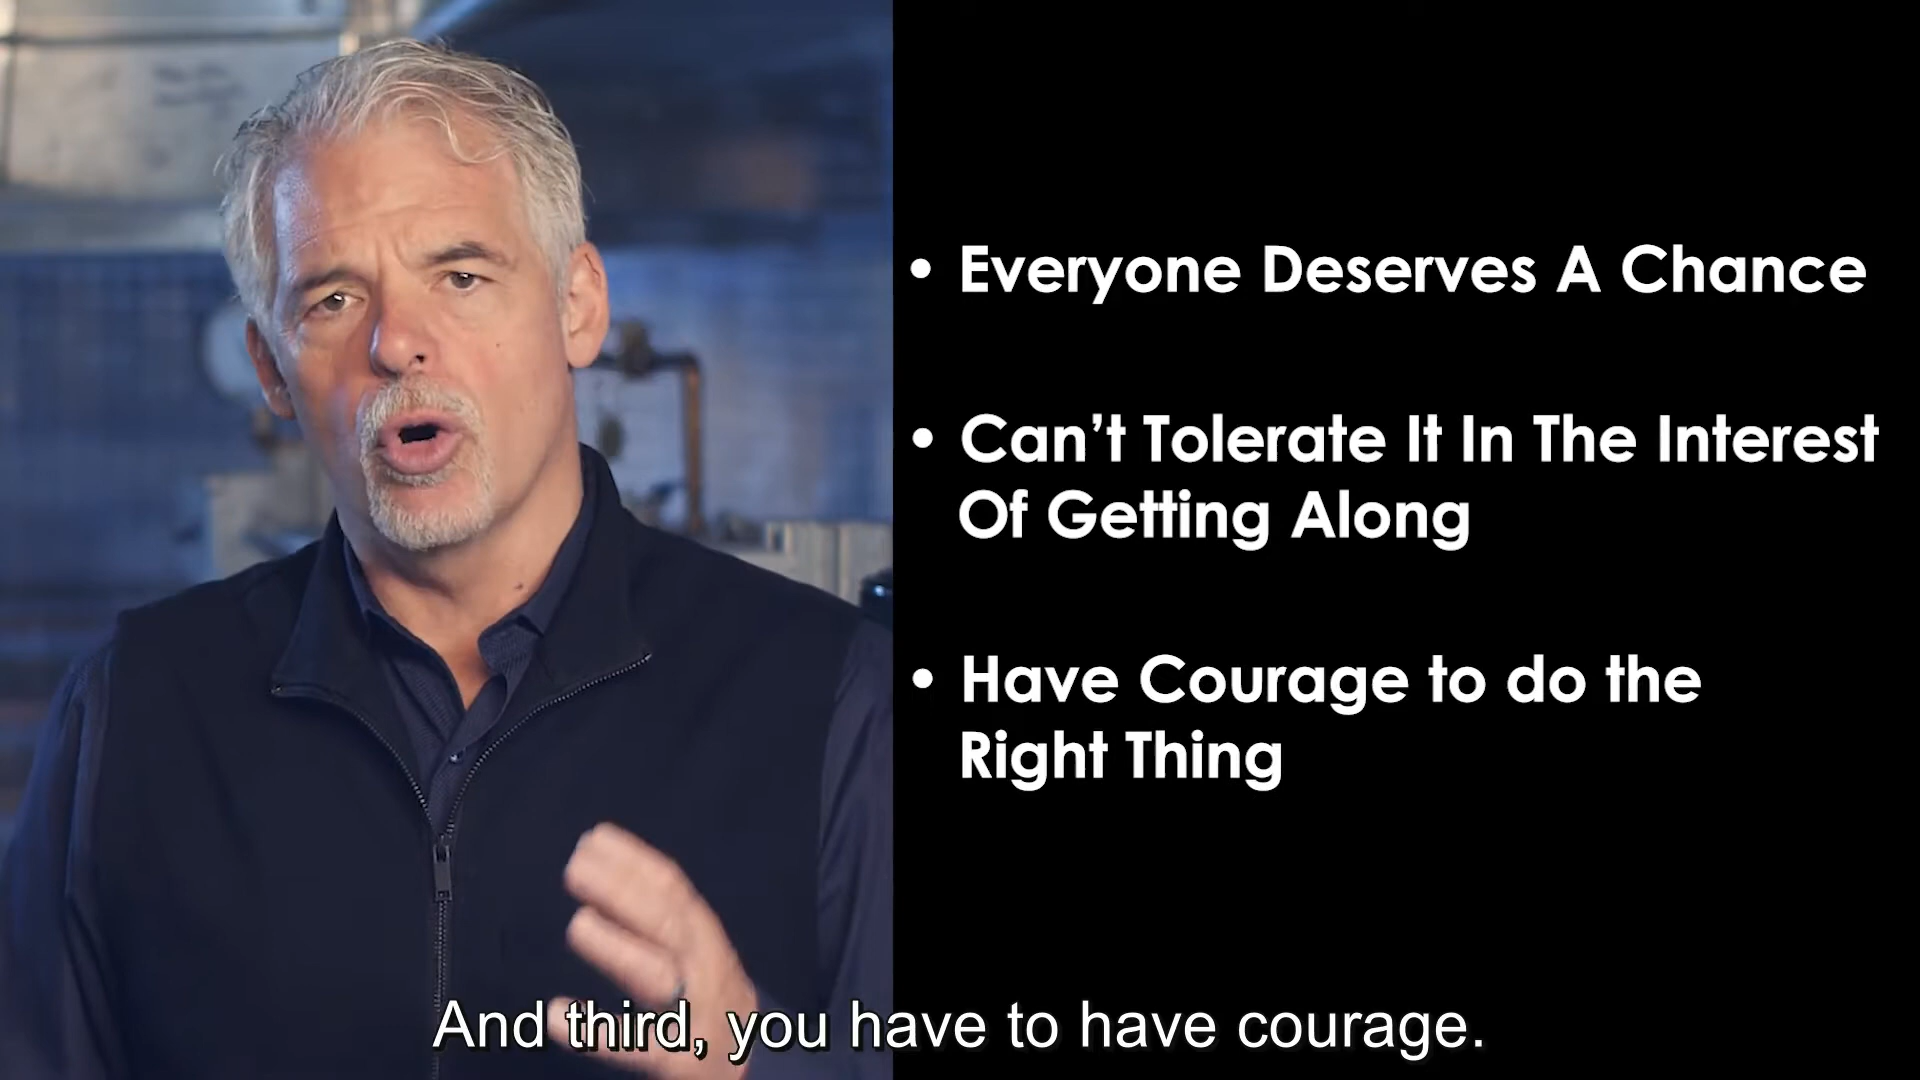 • Everyone Deserves A Chance
• Can’t Tolerate It In The Interest
Of Getting Along
• Have Courage to do the
Right Thing
And third, you have to have courage.